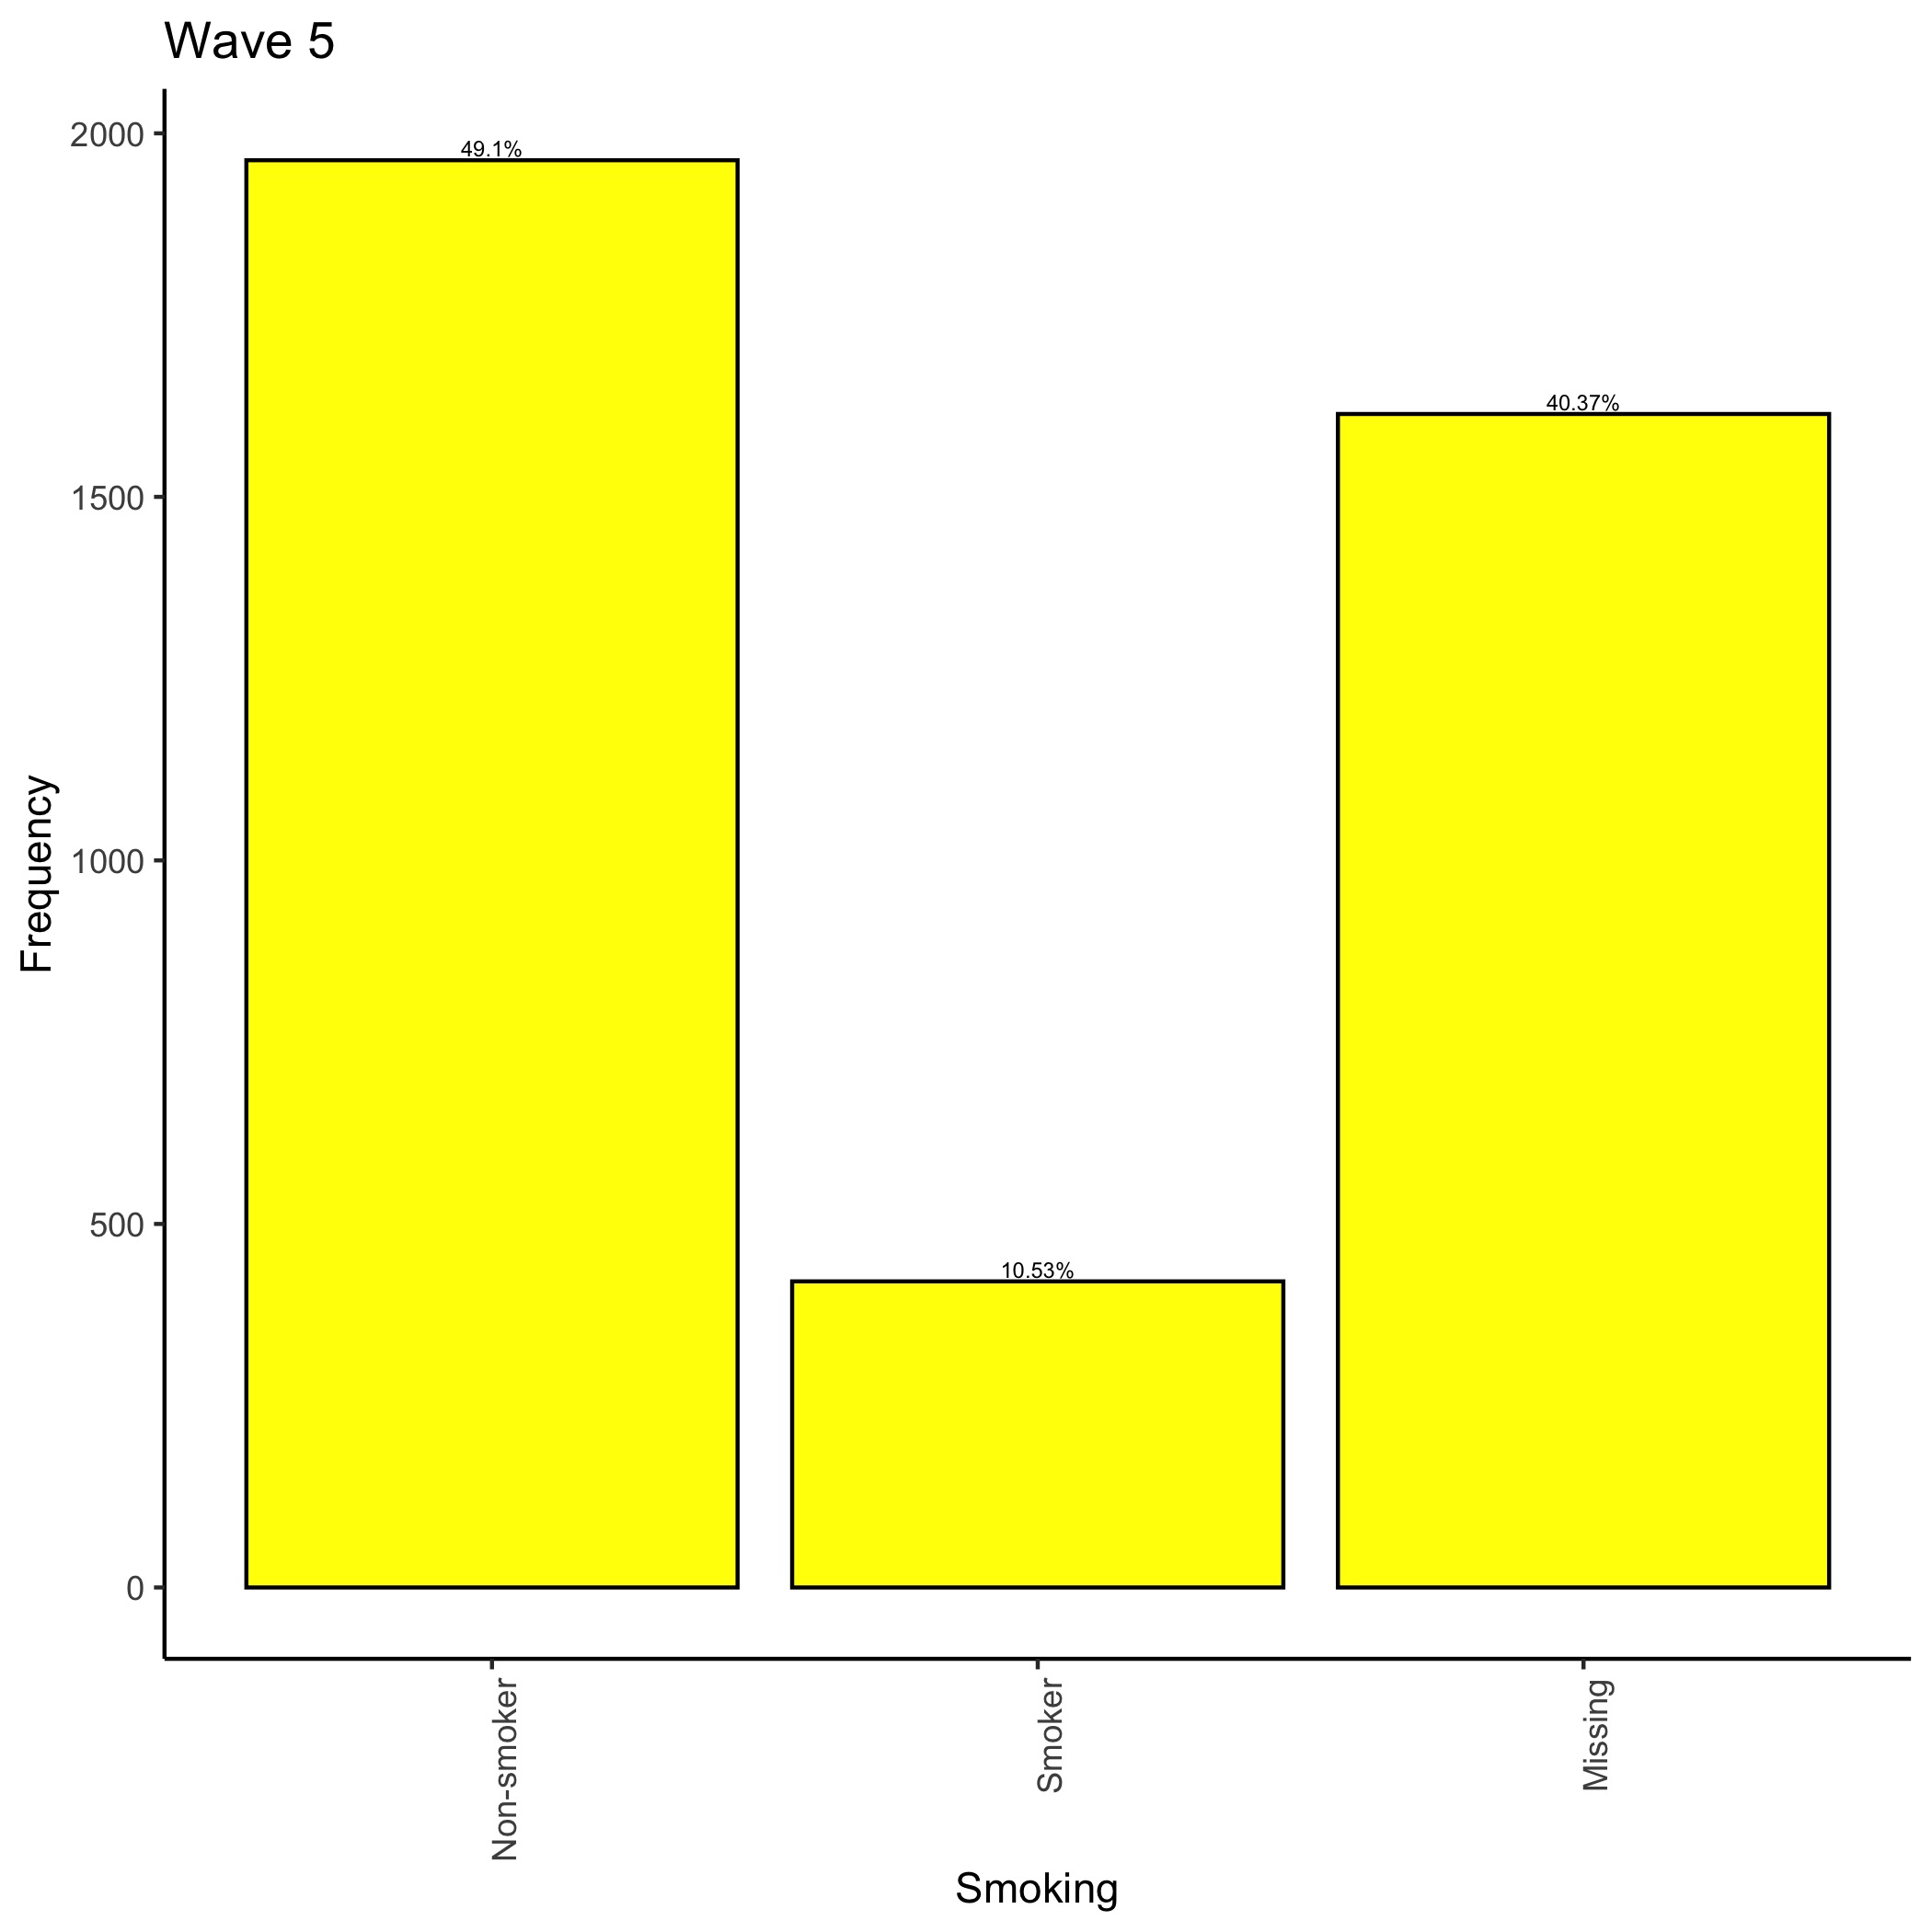 Wave 5
2000
1500
1000
500
0
Frequency
49.1%
10.53%
40.37%
Non-smoker
Smoker
Missing
Smoking